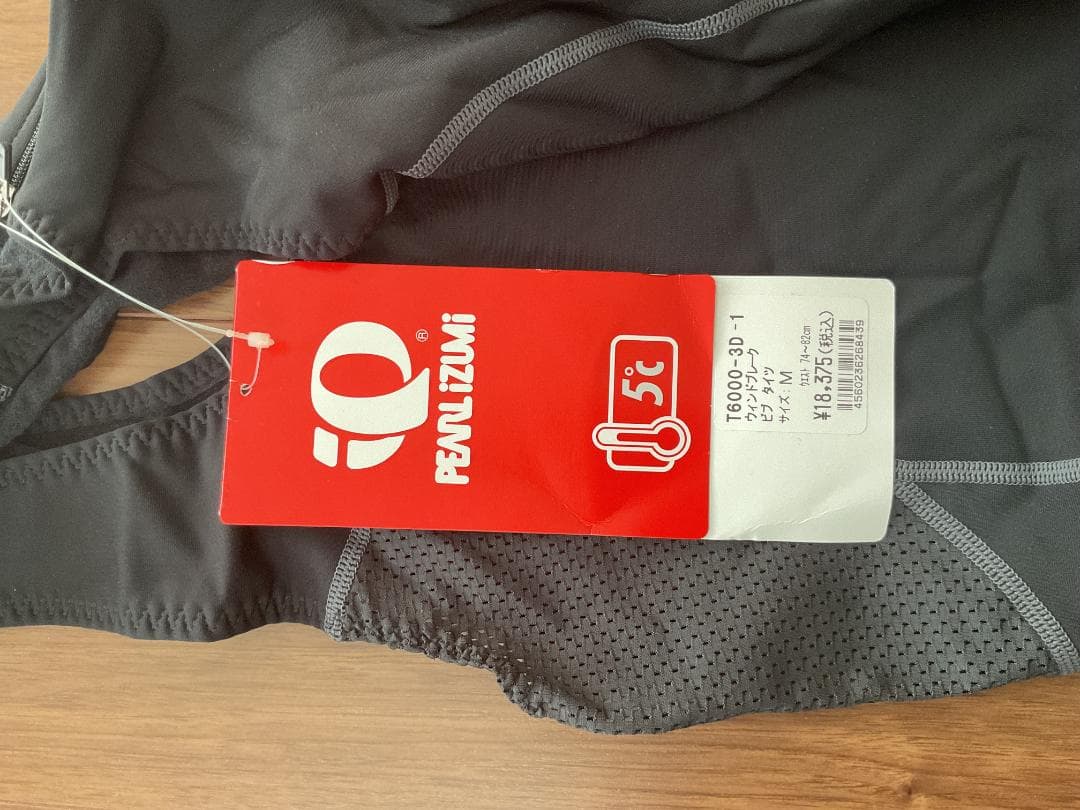 PEARL iZUMi
®
5℃
T6000-3D -1
ウィンドブレーク
ビブ タイツ
サイズ: M
ウエスト 74~82cm
¥18,375(税込)
4560236268439